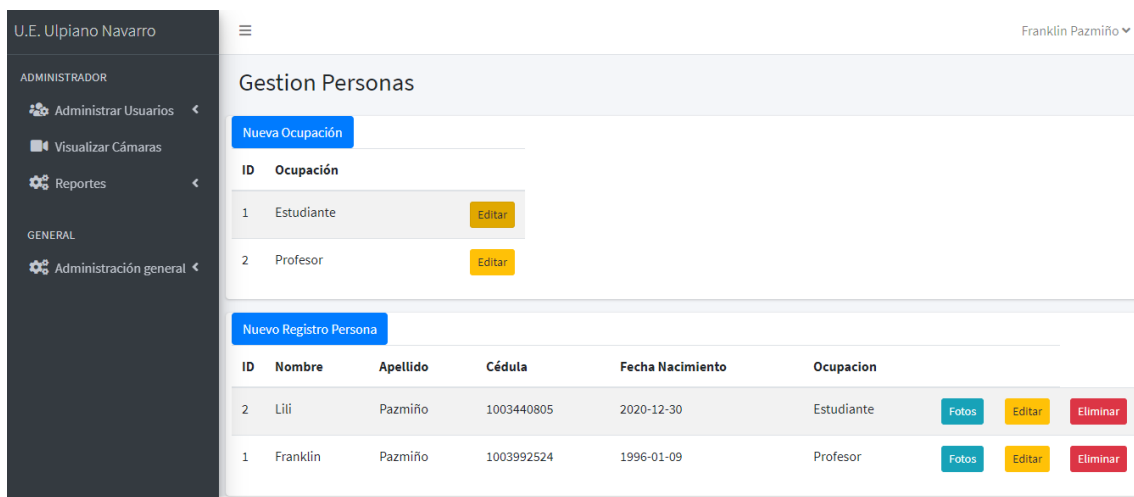 U.E. Ulpiano Navarro
Franklin Pazmiño
ADMINISTRADOR
Administrar Usuarios
Visualizar Cámaras
Reportes
GENERAL
Administración general
Gestion Personas
Nueva Ocupación
ID Ocupación
1 Estudiante Editar
2 Profesor Editar
Nuevo Registro Persona
ID Nombre Apellido Cédula Fecha Nacimiento Ocupacion
2 Lili Pazmiño 1003440805 2020-12-30 Estudiante Fotos Editar Eliminar
1 Franklin Pazmiño 1003992524 1996-01-09 Profesor Fotos Editar Eliminar